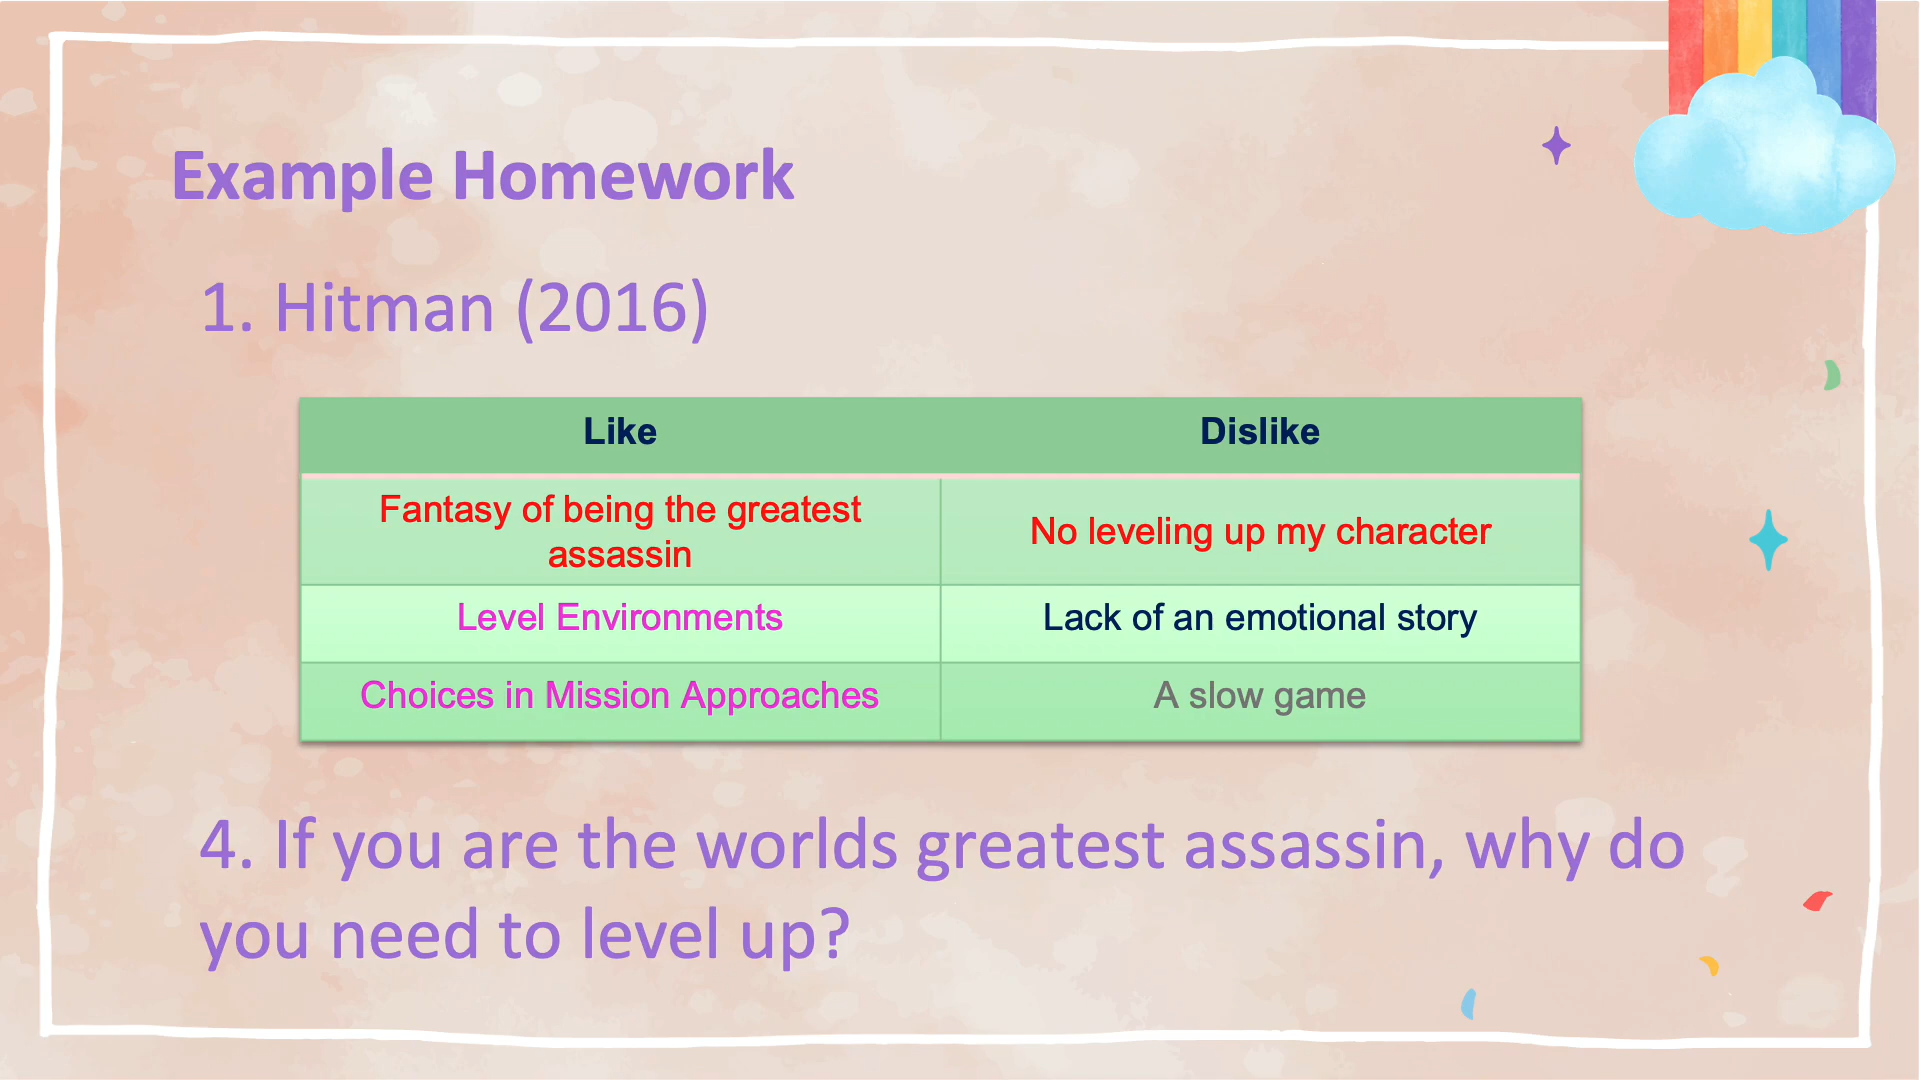 Example Homework
1. Hitman (2016)
Like
Dislike
Fantasy of being the greatest
assassin
No leveling up my character
Level Environments
Lack of an emotional story
Choices in Mission Approaches
A slow game
4. If you are the worlds greatest assassin, why do
you need to level up?